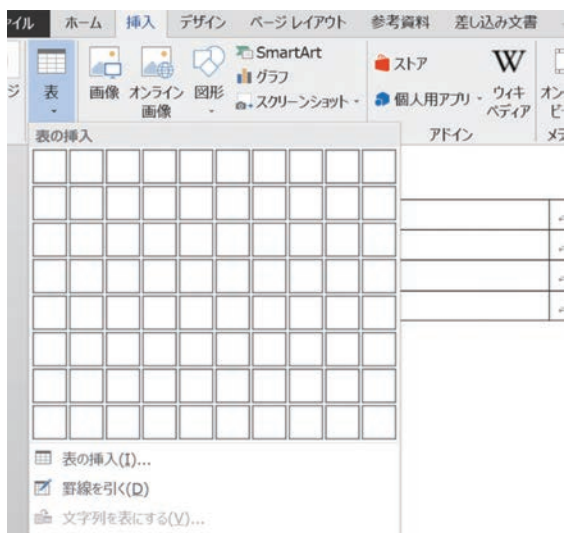 イル ホーム 挿入 デザイン ページ レイアウト 参考資料 差し込み文書
表
画像 オンライン 画像 図形
SmartArt
グラフ
スクリーンショット
ストア
個人用アプリ
W
ウィキ
ペディア
オン
ビ
アドイン
メデ
表の挿入
表の挿入(I)...
罫線を引く(D)
文字列を表にする(V)...